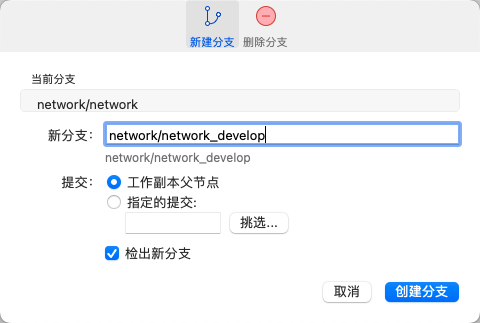 新建分支 删除分支
当前分支
network/network
新分支: network/network_develop
network/network_develop
提交: 工作副本父节点
指定的提交:
挑选...
检出新分支
取消 创建分支